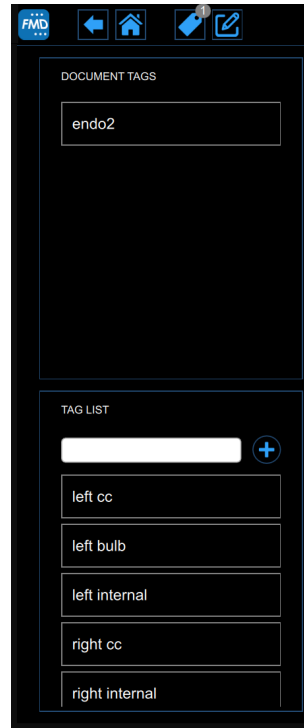 FMD
1
DOCUMENT TAGS
endo2
TAG LIST
left cc
left bulb
left internal
right cc
right internal